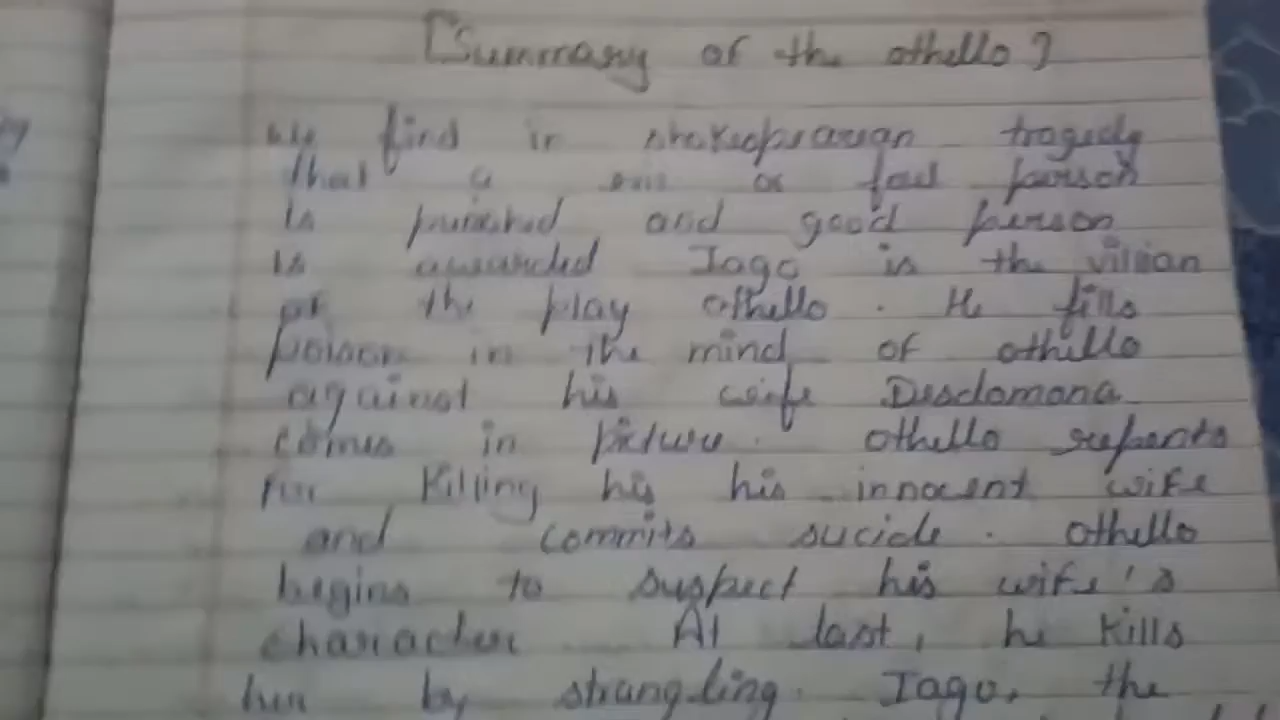 [Summary of the othello]
We find in shakespearean tragedy
that a evil or foul person
is punished and good person
is awarded Iago is the villian
of the play othello . He fills
poison in the mind of othello
against his wife Desdamona
comes in picture . othello repents
for Killing his his innocent wife
and commits sucide . othello
begins to suspect his wife's
character At last, he Kills
her by strangling. Iago, the